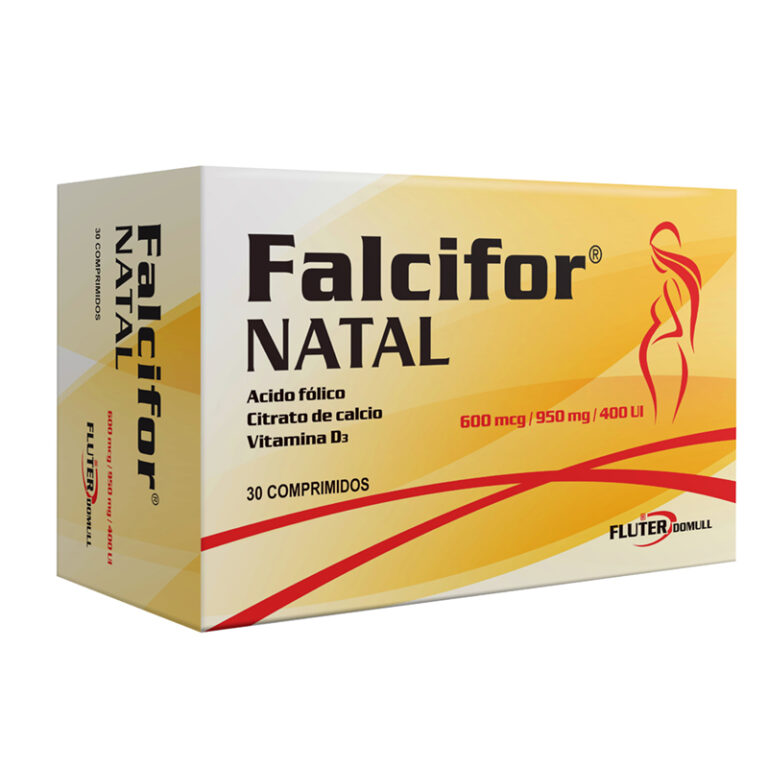 Falcifor®
NATAL
Acido fólico
Citrato de calcio
Vitamina D3
600 mcg / 950 mg / 400 UI
30 COMPRIMIDOS
FLUTER DOMULL
Falcifor®
NATAL
30 COMPRIMIDOS
600 mcg / 950 mg / 400 UI
FLUTER DOMULL